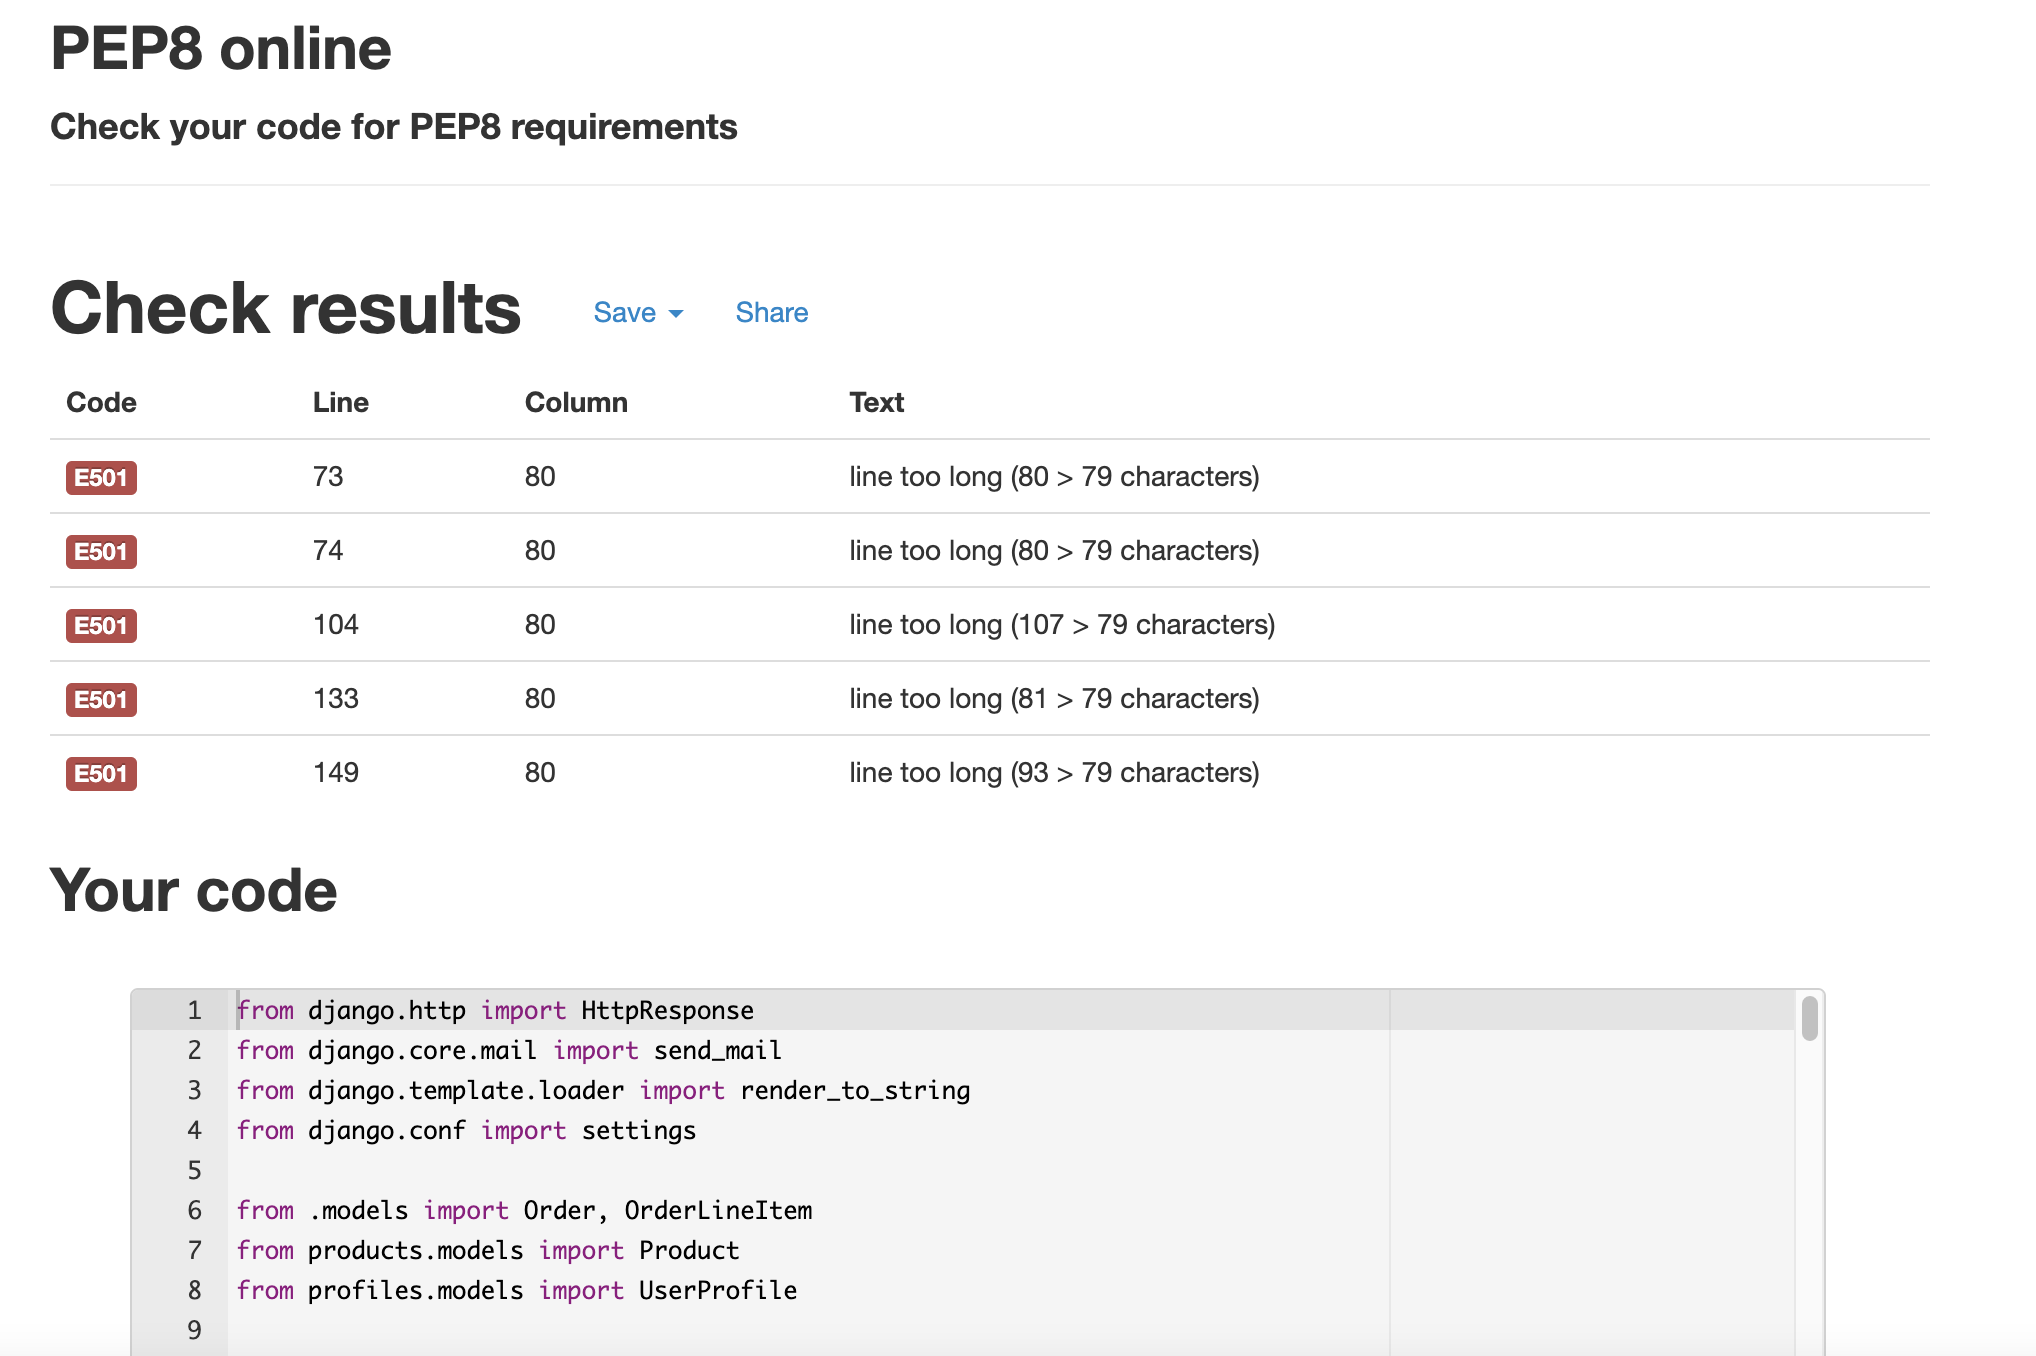 PEP8 online
Check your code for PEP8 requirements
Check results Save Share
Code Line Column Text
E501 73 80 line too long (80 > 79 characters)
E501 74 80 line too long (80 > 79 characters)
E501 104 80 line too long (107 > 79 characters)
E501 133 80 line too long (81 > 79 characters)
E501 149 80 line too long (93 > 79 characters)
Your code
1 from django.http import HttpResponse
2 from django.core.mail import send_mail
3 from django.template.loader import render_to_string
4 from django.conf import settings
5
6 from .models import Order, OrderLineItem
7 from products.models import Product
8 from profiles.models import UserProfile
9